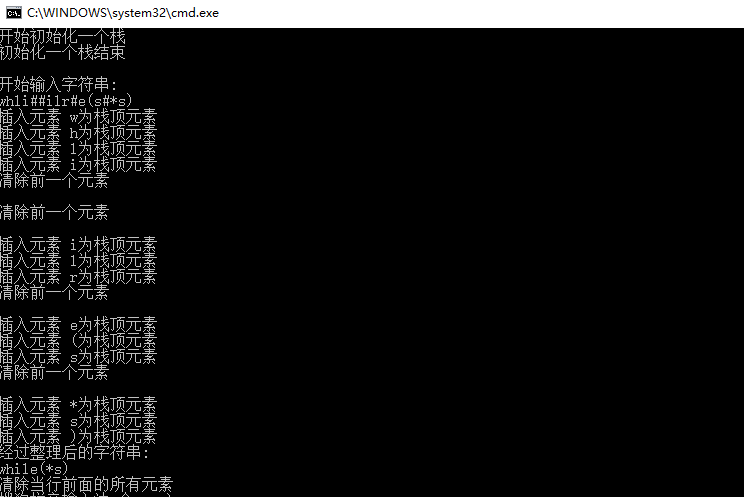 C:\WINDOWS\system32\cmd.exe
开始初始化一个栈
初始化一个栈结束
开始输入字符串:
whli##ilr#e(s#*s)
插入元素 w为栈顶元素
插入元素 h为栈顶元素
插入元素 l为栈顶元素
插入元素 i为栈顶元素
清除前一个元素
清除前一个元素
插入元素 i为栈顶元素
插入元素 l为栈顶元素
插入元素 r为栈顶元素
清除前一个元素
插入元素 e为栈顶元素
插入元素 (为栈顶元素
插入元素 s为栈顶元素
清除前一个元素
插入元素 *为栈顶元素
插入元素 s为栈顶元素
插入元素 )为栈顶元素
经过整理后的字符串:
while(*s)
清除当行前面的所有元素